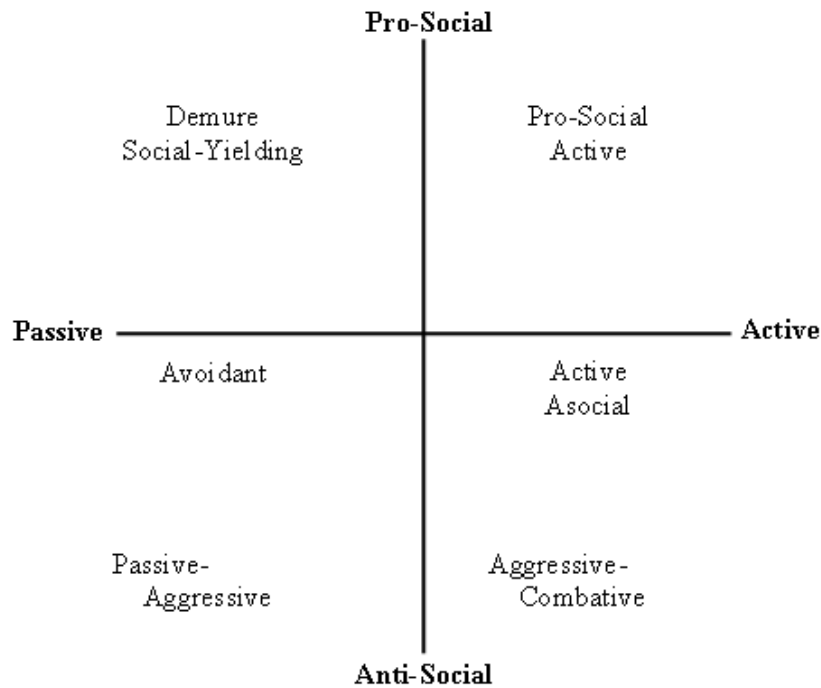 Pro-Social
Demure
Social-Yielding
Pro-Social
Active
Passive
Active
Avoidant
Active
Asocial
Passive-
Aggressive
Aggressive-
Combative
Anti-Social